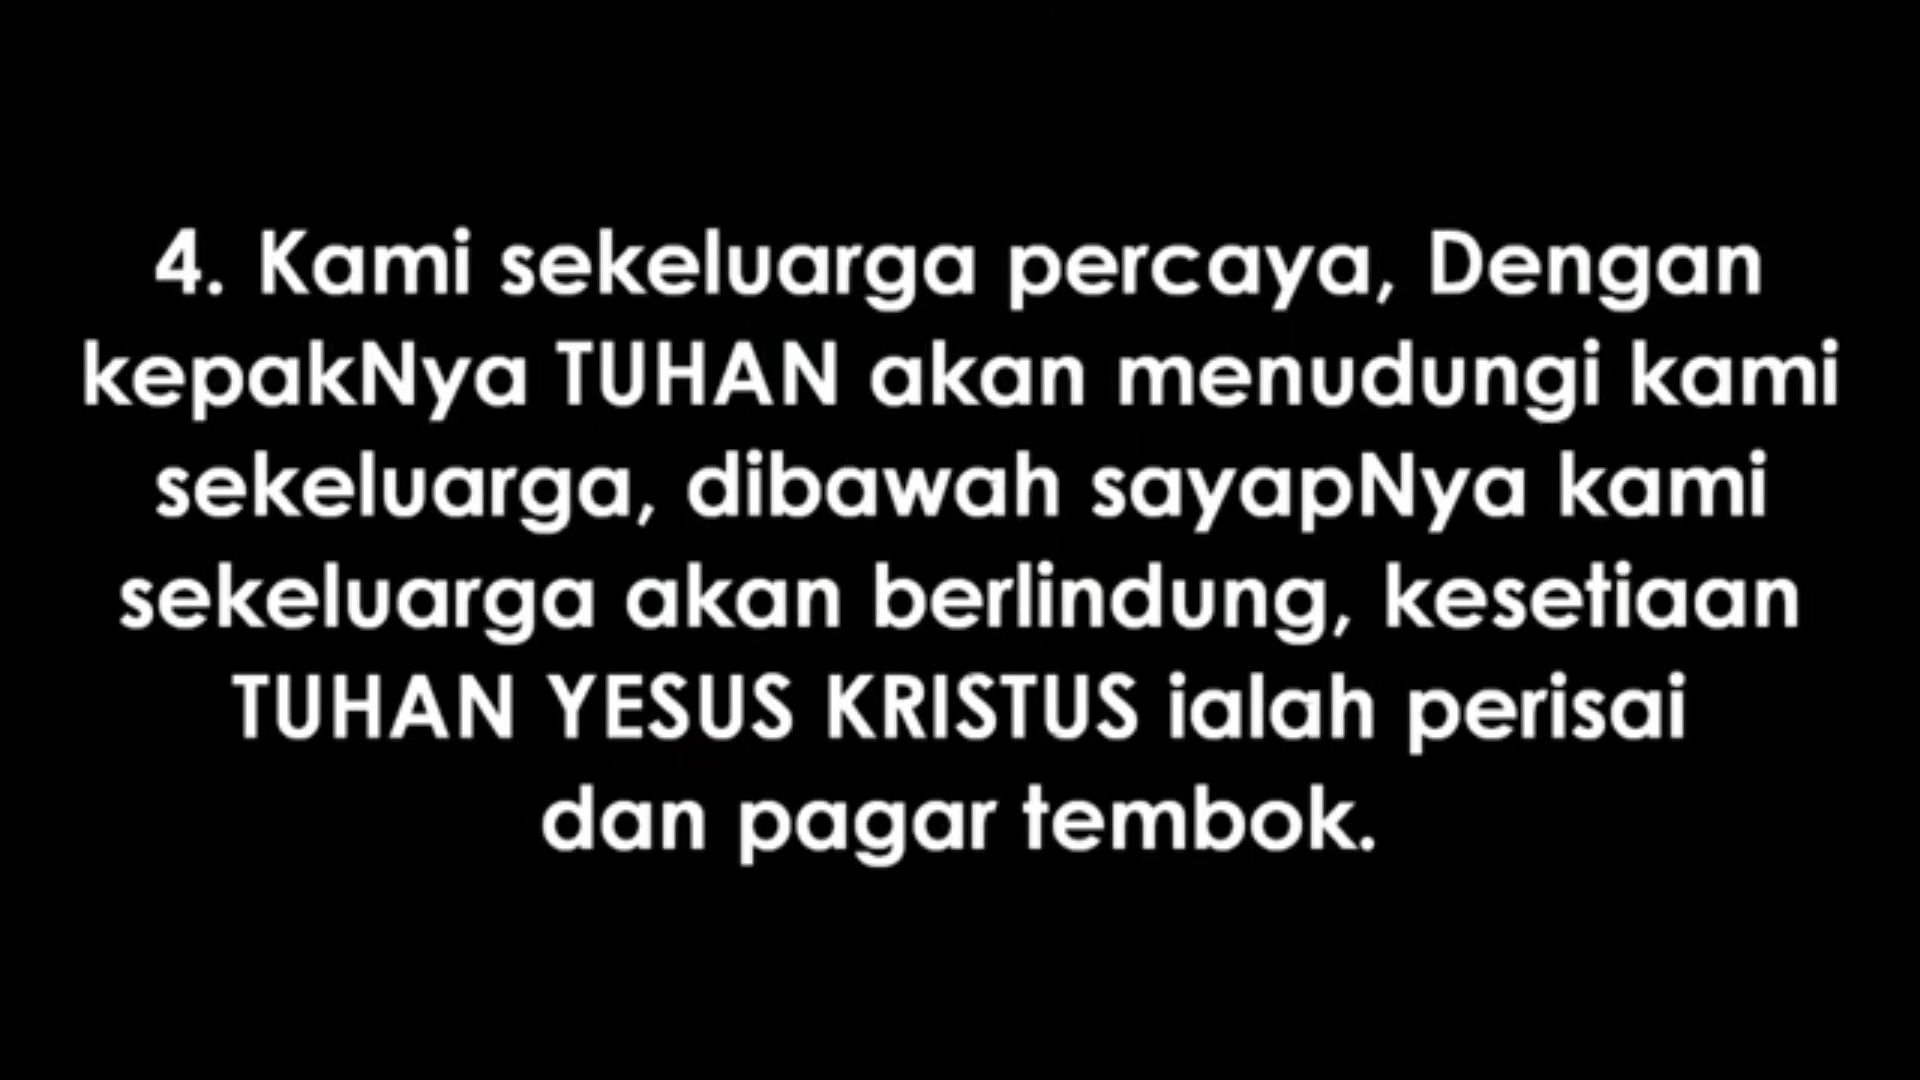 4. Kami sekeluarga percaya, Dengan
kepakNya TUHAN akan menudungi kami
sekeluarga, dibawah sayapNya kami
sekeluarga akan berlindung, kesetiaan
TUHAN YESUS KRISTUS ialah perisai
dan pagar tembok.